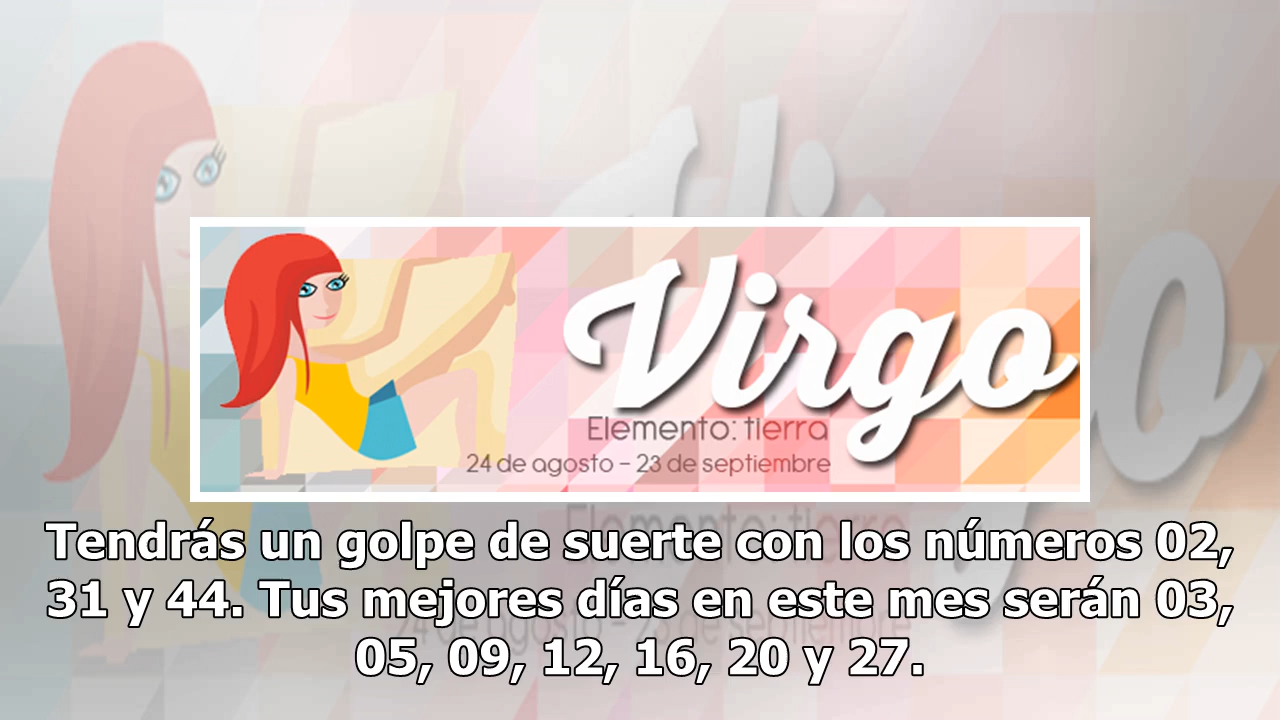 Virgo
Elemento: tierra
24 de agosto – 23 de septiembre
Tendrás un golpe de suerte con los números 02,
31 y 44. Tus mejores días en este mes serán 03,
05, 09, 12, 16, 20 y 27.